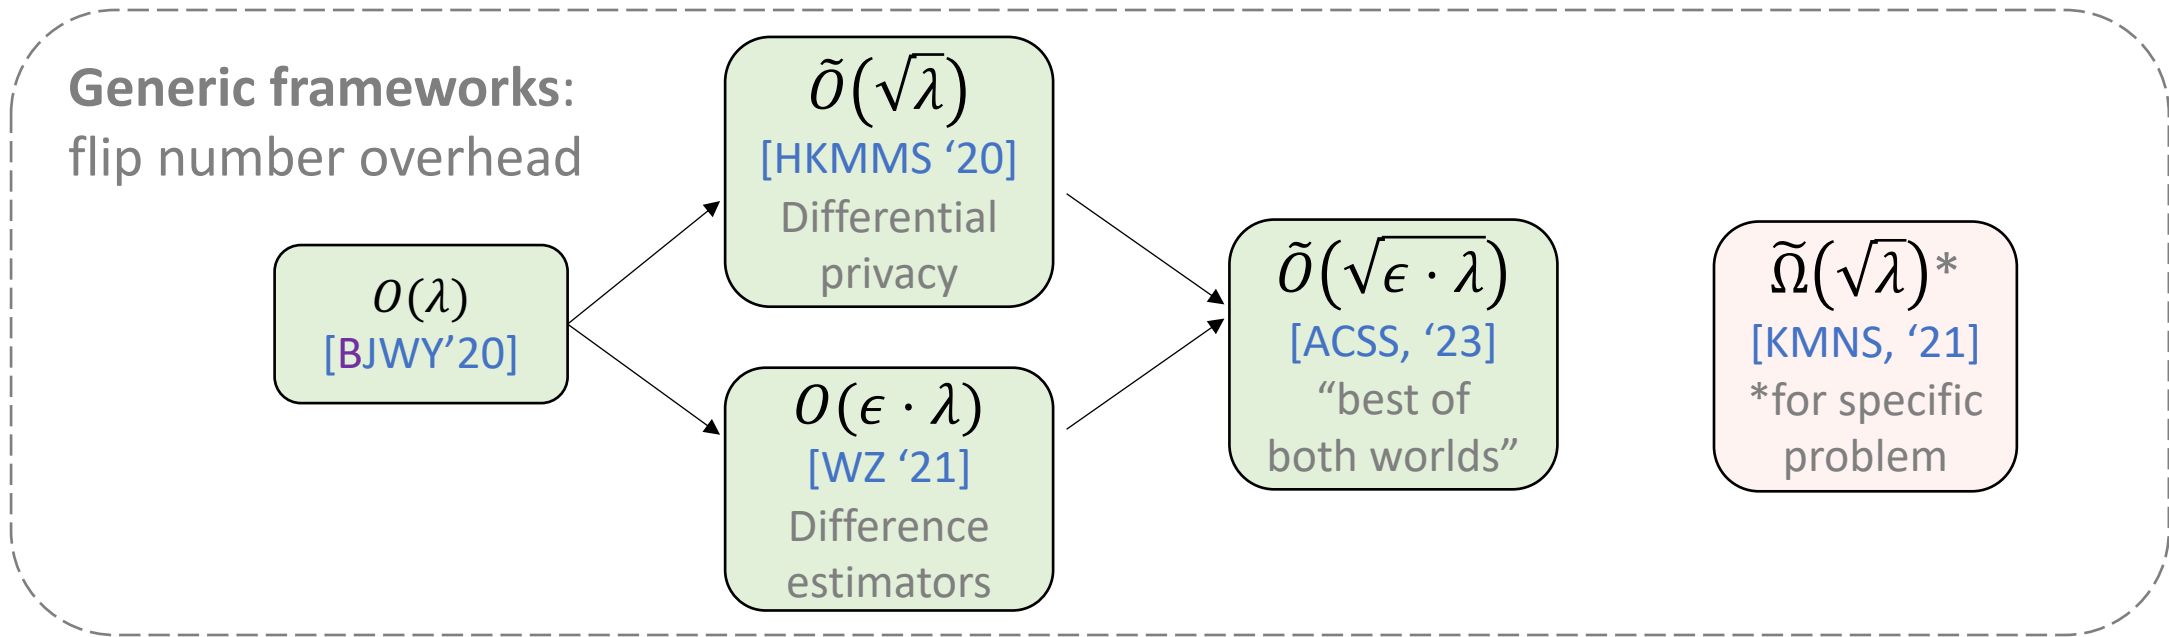 Generic frameworks:
flip number overhead
O(λ)
[BJWY’20]
Õ(√λ)
[HKMMS ‘20]
Differential
privacy
O(ϵ · λ)
[WZ ‘21]
Difference
estimators
Õ(√ϵ · λ)
[ACSS, ‘23]
“best of
both worlds”
Ω̃(√λ)*
[KMNS, ‘21]
*for specific
problem